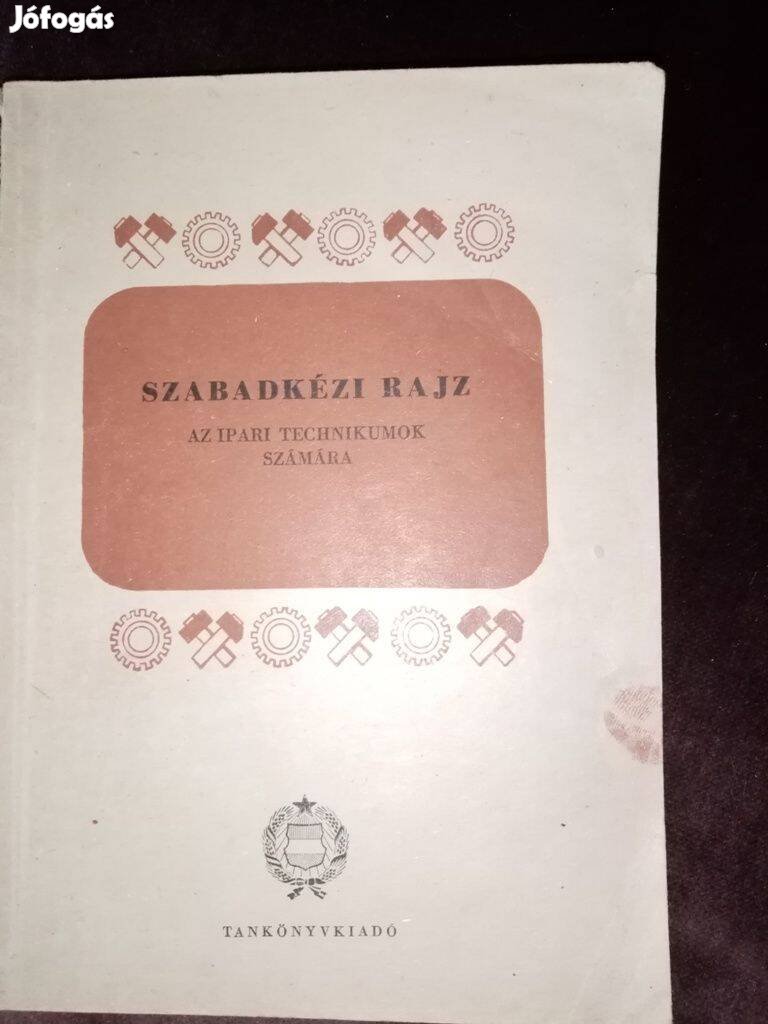 Jófogás
SZABADKÉZI RAJZ
AZ IPARI TECHNIKUMOK
SZÁMÁRA
TANKÖNYVKIADÓ